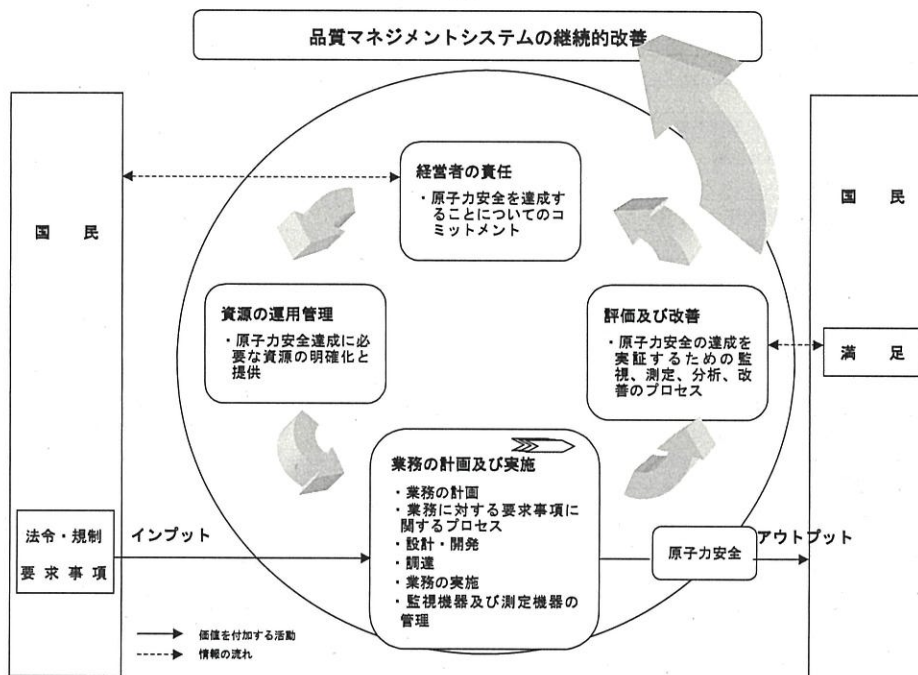 品質マネジメントシステムの継続的改善
国　民
経営者の責任
・原子力安全を達成す
ることについてのコ
ミットメント
国　民
資源の運用管理
・原子力安全達成に必
要な資源の明確化と
提供
評価及び改善
・原子力安全の達成を
実証するための監
視、測定、分析、改
善のプロセス
満　足
業務の計画及び実施
・業務の計画
・業務に対する要求事項に
関するプロセス
・設計・開発
・調達
・業務の実施
・監視機器及び測定機器の
管理
法令・規制
要求事項
インプット
原子力安全
アウトプット
価値を付加する活動
情報の流れ